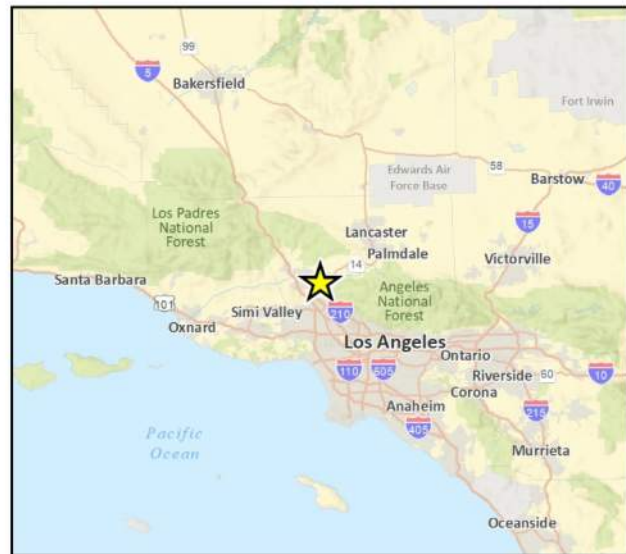 99
5
Bakersfield
Fort Irwin
58
Edwards Air
Force Base
Barstow
40
Los Padres
National
Forest
15
Lancaster
Palmdale
14
Victorville
Santa Barbara
101
Simi Valley
Oxnard
210
Angeles
National
Forest
Los Angeles
110
605
Ontario
Riverside
60
10
Corona
Anaheim
215
405
Murrieta
Pacific
Ocean
Oceanside